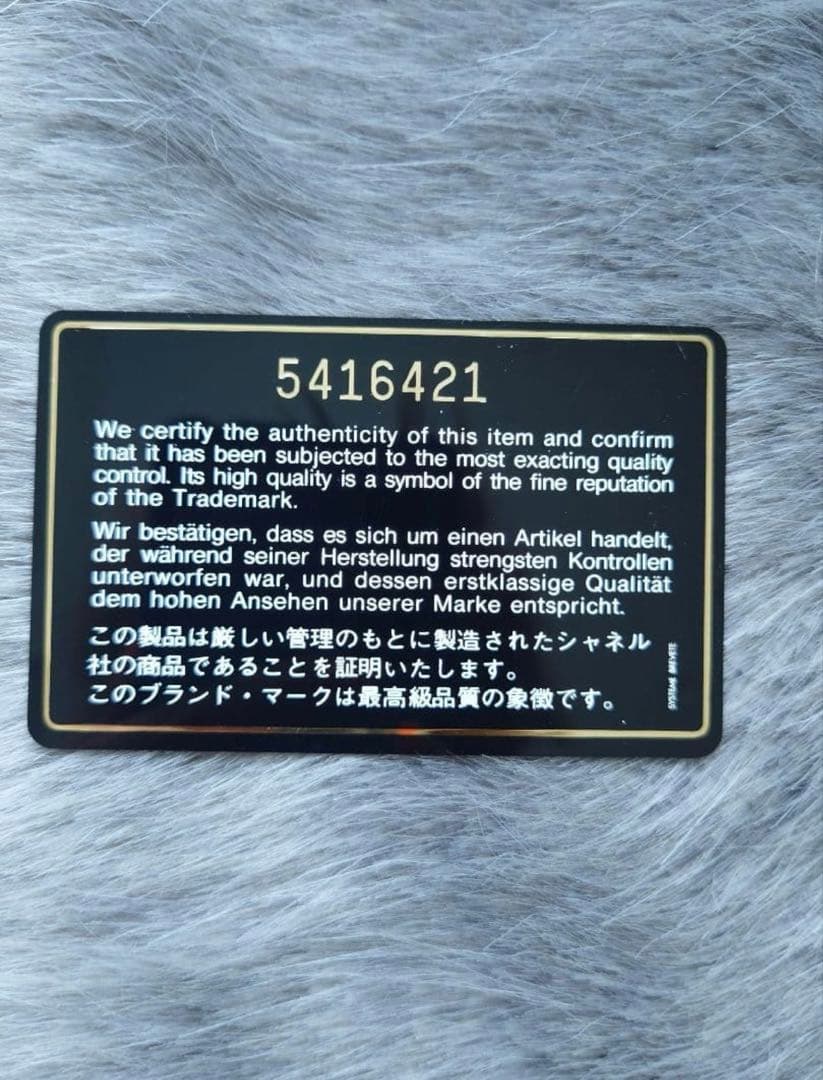 5416421
We certify the authenticity of this item and confirm
that it has been subjected to the most exacting quality
control. Its high quality is a symbol of the fine reputation
of the Trademark.
Wir bestätigen, dass es sich um einen Artikel handelt,
der während seiner Herstellung strengsten Kontrollen
unterworfen war, und dessen erstklassige Qualität
dem hohen Ansehen unserer Marke entspricht.
この製品は厳しい管理のもとに製造されたシャネル
社の商品であることを証明いたします。
このブランド・マークは最高級品質の象徴です。
SYSTEME BREVETE